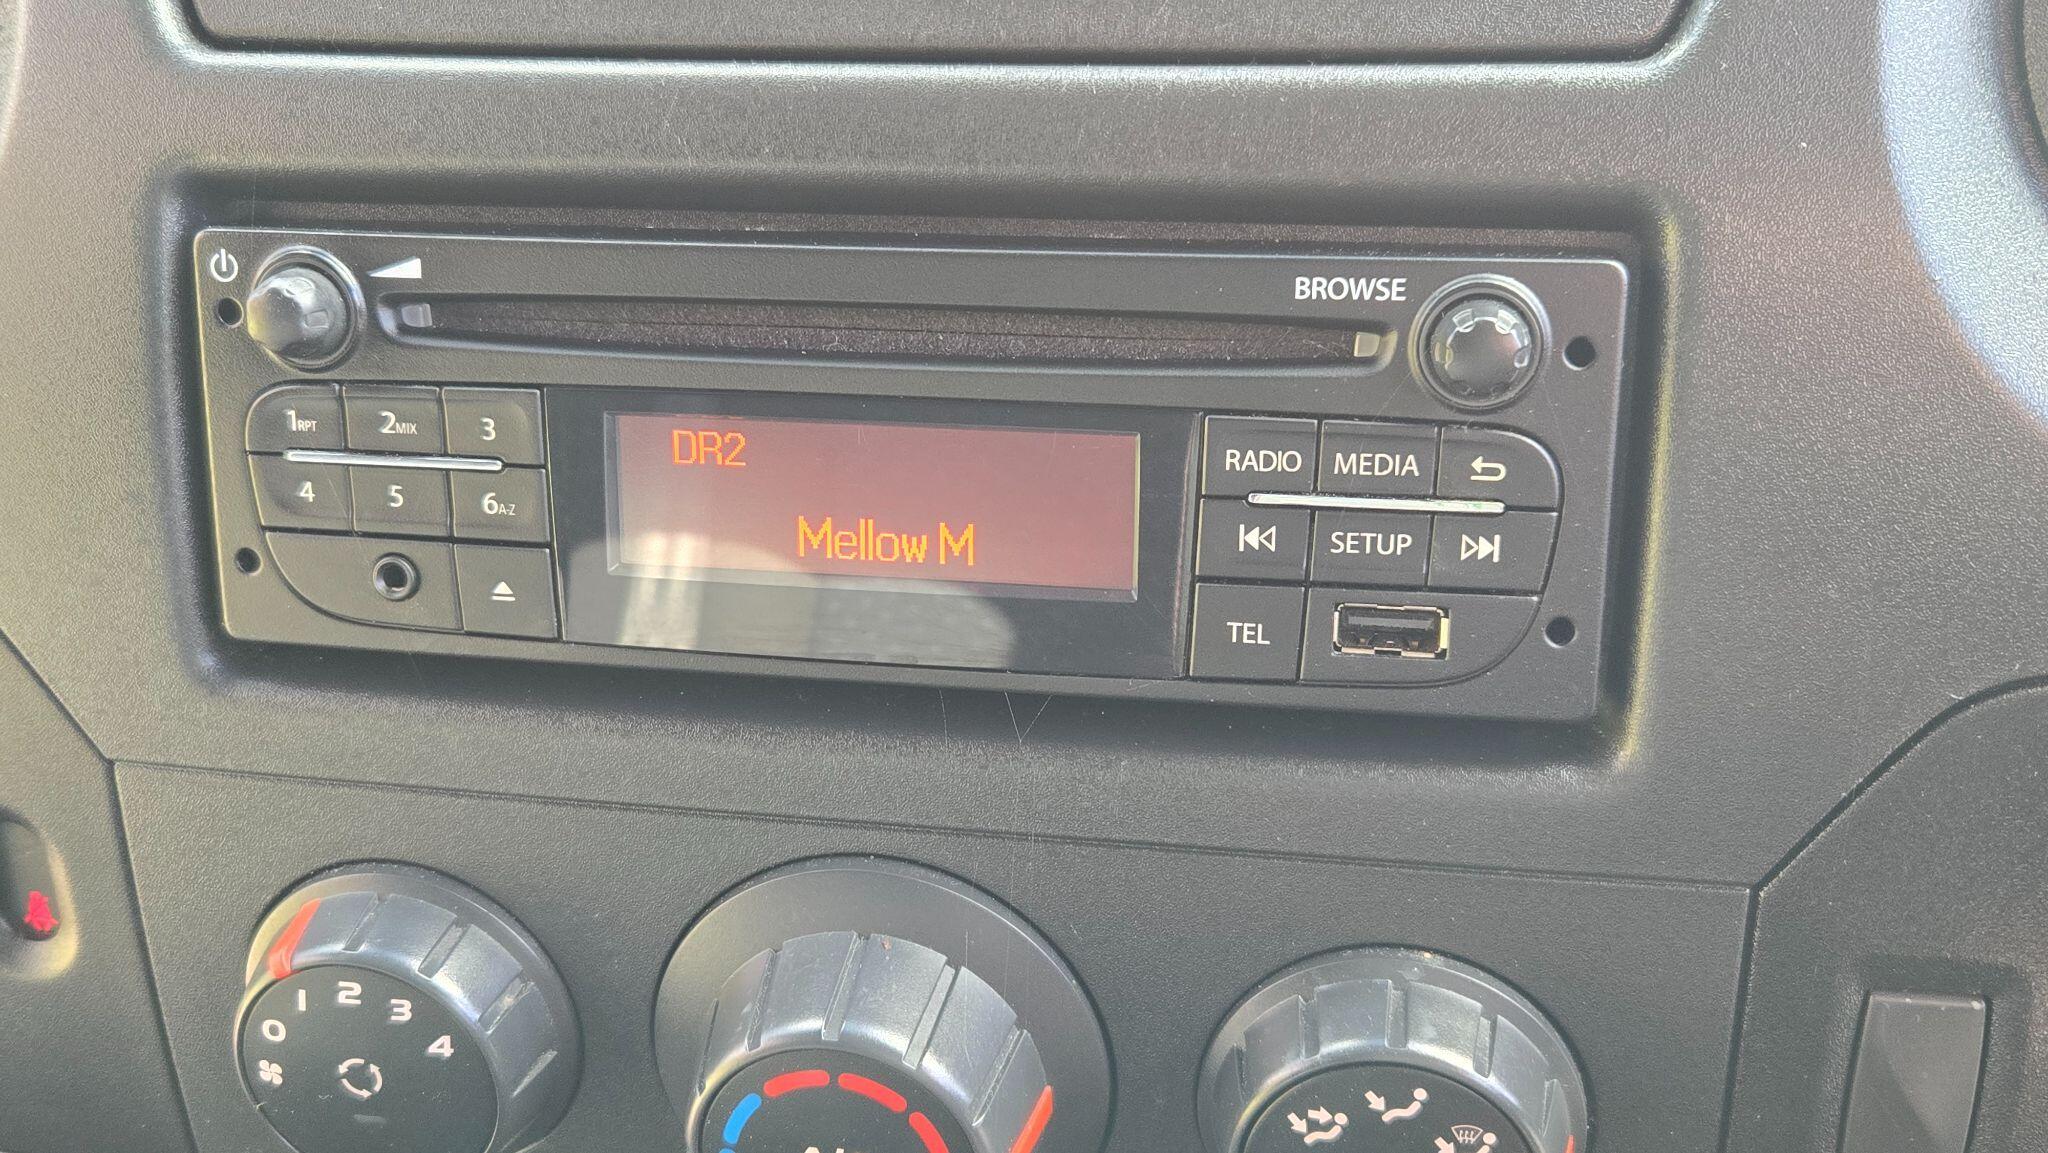 BROWSE
1RPT 2MIX 3
4 5 6A-Z
DR2
Mellow M
RADIO MEDIA
SETUP
TEL
0 1 2 3 4